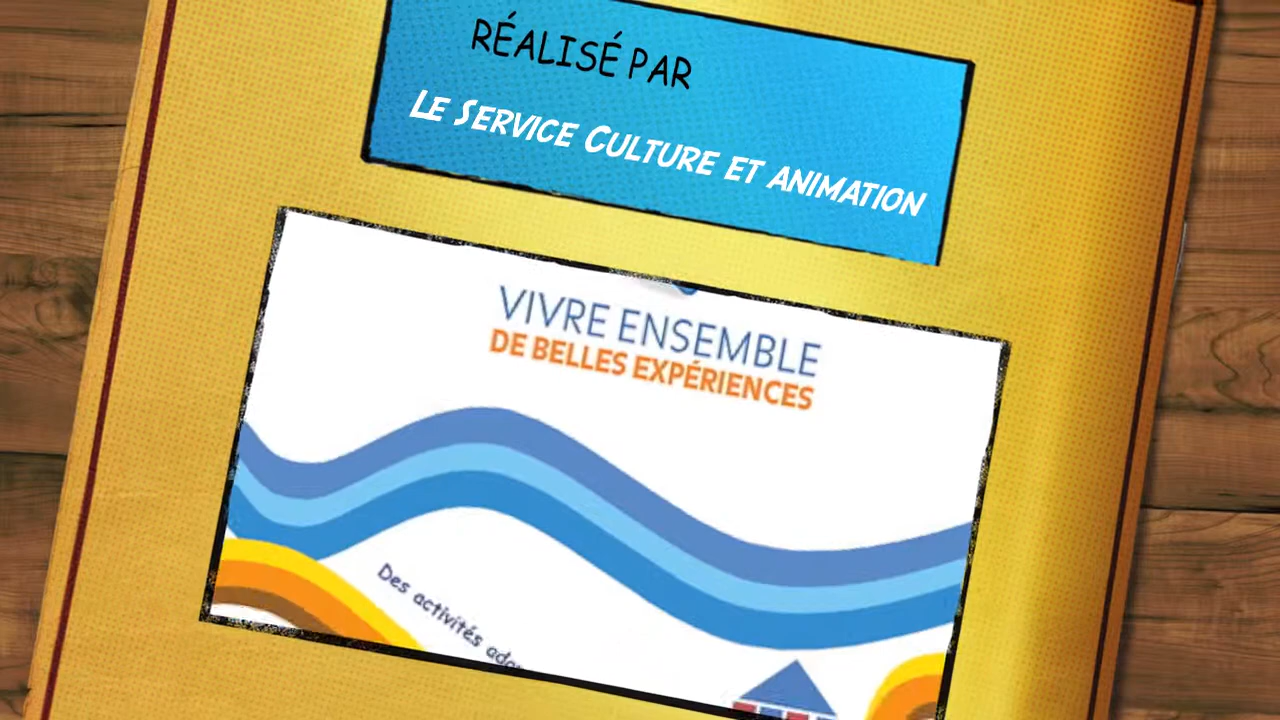 RÉALISÉ PAR
LE SERVICE CULTURE ET ANIMATION
VIVRE ENSEMBLE
DE BELLES EXPÉRIENCES
Des activités